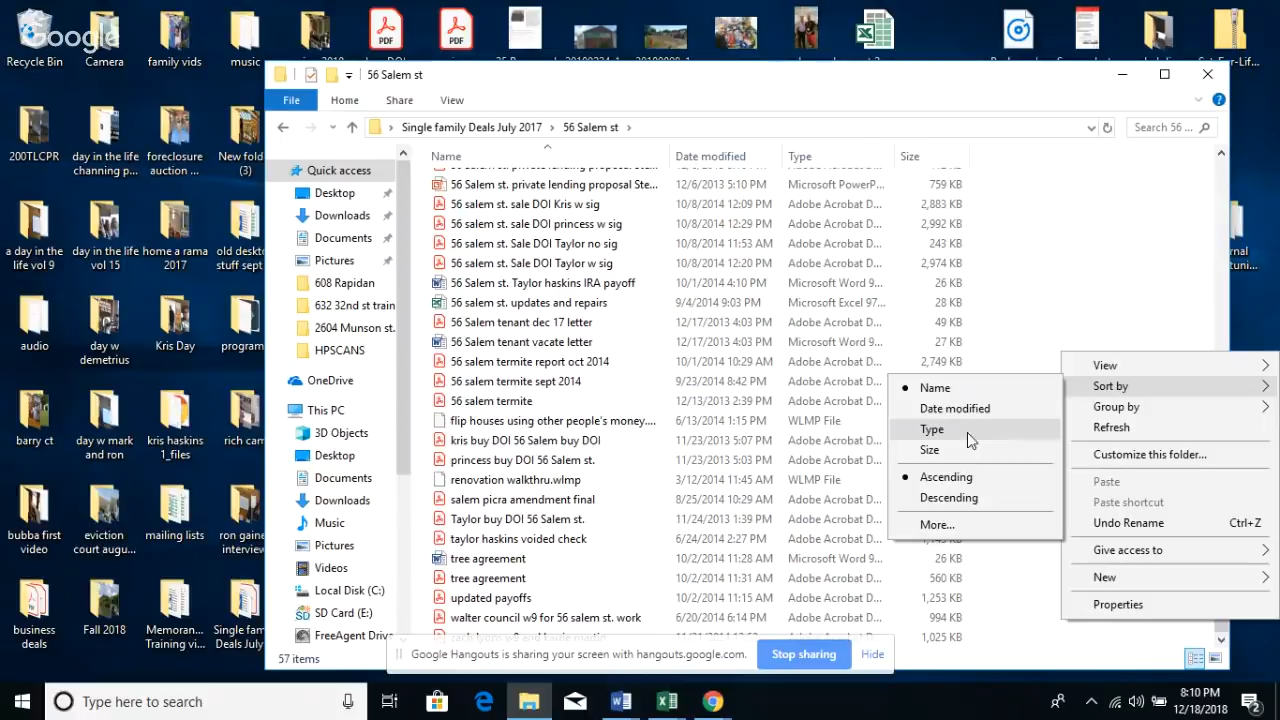 Google
Recycle Bin
Camera
family vids
music
56 Salem st
File
Home
Share
View
Single family Deals July 2017 > 56 Salem st >
Search 56 ...
Name
Date modified
Type
Size
200TLCPR
day in the life channing p...
foreclosure auction ...
New fold (3)
a day in the life vol 9
day in the life vol 15
home a rama 2017
old deskto stuff sept
audio
day w demetrius
Kris Day
program
barry ct
day w mark and ron
kris haskins 1_files
rich cam
bubba first video
eviction court augu...
mailing lists
ron gaine interview
business deals
Fall 2018
Memoran... Training vi...
Single fam Deals July
Quick access
Desktop
Downloads
Documents
Pictures
608 Rapidan
632 32nd st train
2604 Munson st.
HPSCANS
OneDrive
This PC
3D Objects
Desktop
Documents
Downloads
Music
Pictures
Videos
Local Disk (C:)
SD Card (E:)
FreeAgent Drive
56 Salem st. private lending proposal Ste... 12/6/2013 5:10 PM Microsoft PowerP... 759 KB
56 salem st. sale DOI Kris w sig 10/8/2014 12:09 PM Adobe Acrobat D... 2,883 KB
56 salem st. sale DOI princess w sig 10/8/2014 12:29 PM Adobe Acrobat D... 2,992 KB
56 salem st. Sale DOI Taylor no sig 10/8/2014 11:53 AM Adobe Acrobat D... 243 KB
56 salem st. Sale DOI Taylor w sig 10/8/2014 12:20 PM Adobe Acrobat D... 2,974 KB
56 salem st. Taylor haskins IRA payoff 10/1/2014 4:10 PM Microsoft Word 9... 26 KB
56 salem st. updates and repairs 9/4/2014 9:03 PM Microsoft Excel 97... 28 KB
56 Salem tenant dec 17 letter 12/17/2013 4:03 PM Adobe Acrobat D... 49 KB
56 Salem tenant vacate letter 12/17/2013 4:03 PM Microsoft Word 9... 27 KB
56 salem termite report oct 2014 10/1/2014 10:29 AM Adobe Acrobat D... 2,749 KB
56 salem termite sept 2014 9/23/2014 8:42 PM Adobe Acrobat D...
56 salem termite 12/13/2013 2:39 PM Adobe Acrobat D...
flip houses using other people's money.... 6/13/2014 1:15 PM WLMP File
kris buy DOI 56 Salem buy DOI 11/23/2013 5:07 PM Adobe Acrobat D...
princess buy DOI 56 Salem st. 11/23/2013 5:13 PM Adobe Acrobat D...
renovation walkthru.wlmp 3/12/2014 11:45 AM WLMP File
salem picra amendment final 8/25/2014 10:29 AM Adobe Acrobat D...
Taylor buy DOI 56 Salem st. 11/24/2013 1:39 PM Adobe Acrobat D...
taylor haskins voided check 6/24/2014 2:27 PM Adobe Acrobat D...
tree agreement 10/2/2014 11:28 AM Microsoft Word 9... 26 KB
tree agreement 10/2/2014 11:31 AM Adobe Acrobat D... 560 KB
updated payoffs 10/2/2014 11:15 AM Adobe Acrobat D... 1,253 KB
walter council w9 for 56 salem st. work 6/20/2014 6:14 PM Adobe Acrobat D... 994 KB
1,025 KB
57 items
Name
Date modified
Type
Size
Ascending
Descending
More...
View
Sort by
Group by
Refresh
Customize this folder...
Paste
Paste shortcut
Undo Rename Ctrl+Z
Give access to
New
Properties
Google Hangouts is sharing your screen with hangouts.google.com.
Stop sharing
Hide
Type here to search
8:10 PM
12/18/2018
2